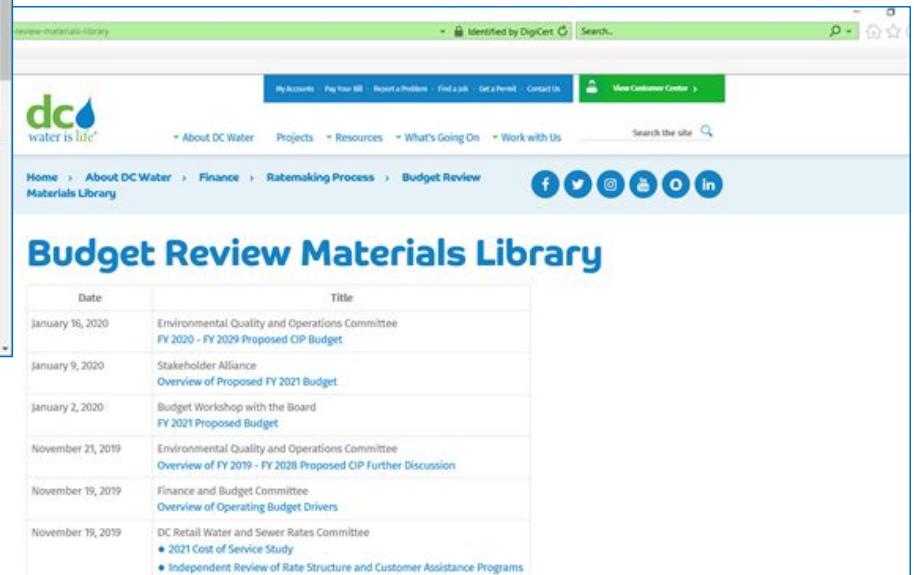 review-materials-library
Identified by DigiCert
Search...
My Accounts
Pay Your Bill
Report a Problem
Find a Job
Get a Permit
Contact Us
View Customer Center >
dc
water is life®
About DC Water
Projects
Resources
What's Going On
Work with Us
Search the site
Home > About DC Water > Finance > Ratemaking Process > Budget Review
Materials Library
Budget Review Materials Library
Date Title
January 16, 2020 Environmental Quality and Operations Committee
FY 2020 - FY 2029 Proposed CIP Budget
January 9, 2020 Stakeholder Alliance
Overview of Proposed FY 2021 Budget
January 2, 2020 Budget Workshop with the Board
FY 2021 Proposed Budget
November 21, 2019 Environmental Quality and Operations Committee
Overview of FY 2019 - FY 2028 Proposed CIP Further Discussion
November 19, 2019 Finance and Budget Committee
Overview of Operating Budget Drivers
November 19, 2019 DC Retail Water and Sewer Rates Committee
• 2021 Cost of Service Study
• Independent Review of Rate Structure and Customer Assistance Programs